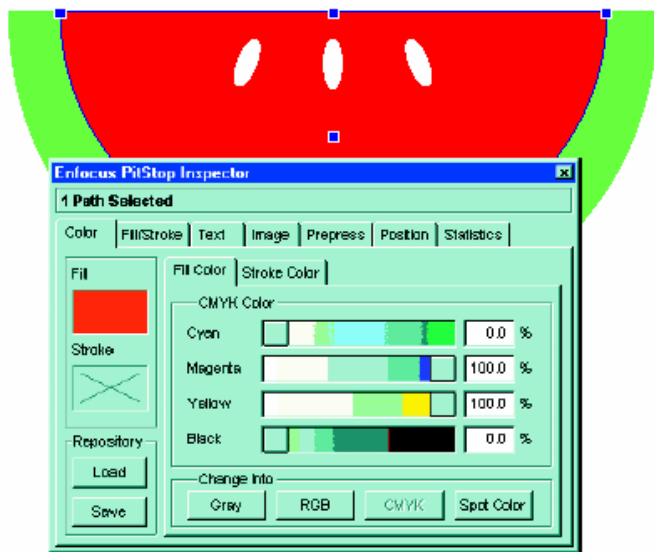 Enfocus PitStop Inspector
1 Path Selected
Color Fill/Stroke Text Image Prepress Position Statistics
Fill
Fill Color Stroke Color
CMYK Color
Cyan 0.0 %
Stroke
Magenta 100.0 %
Yellow 100.0 %
Repository
Black 0.0 %
Load
Change Into
Save
Gray RGB CMYK Spot Color